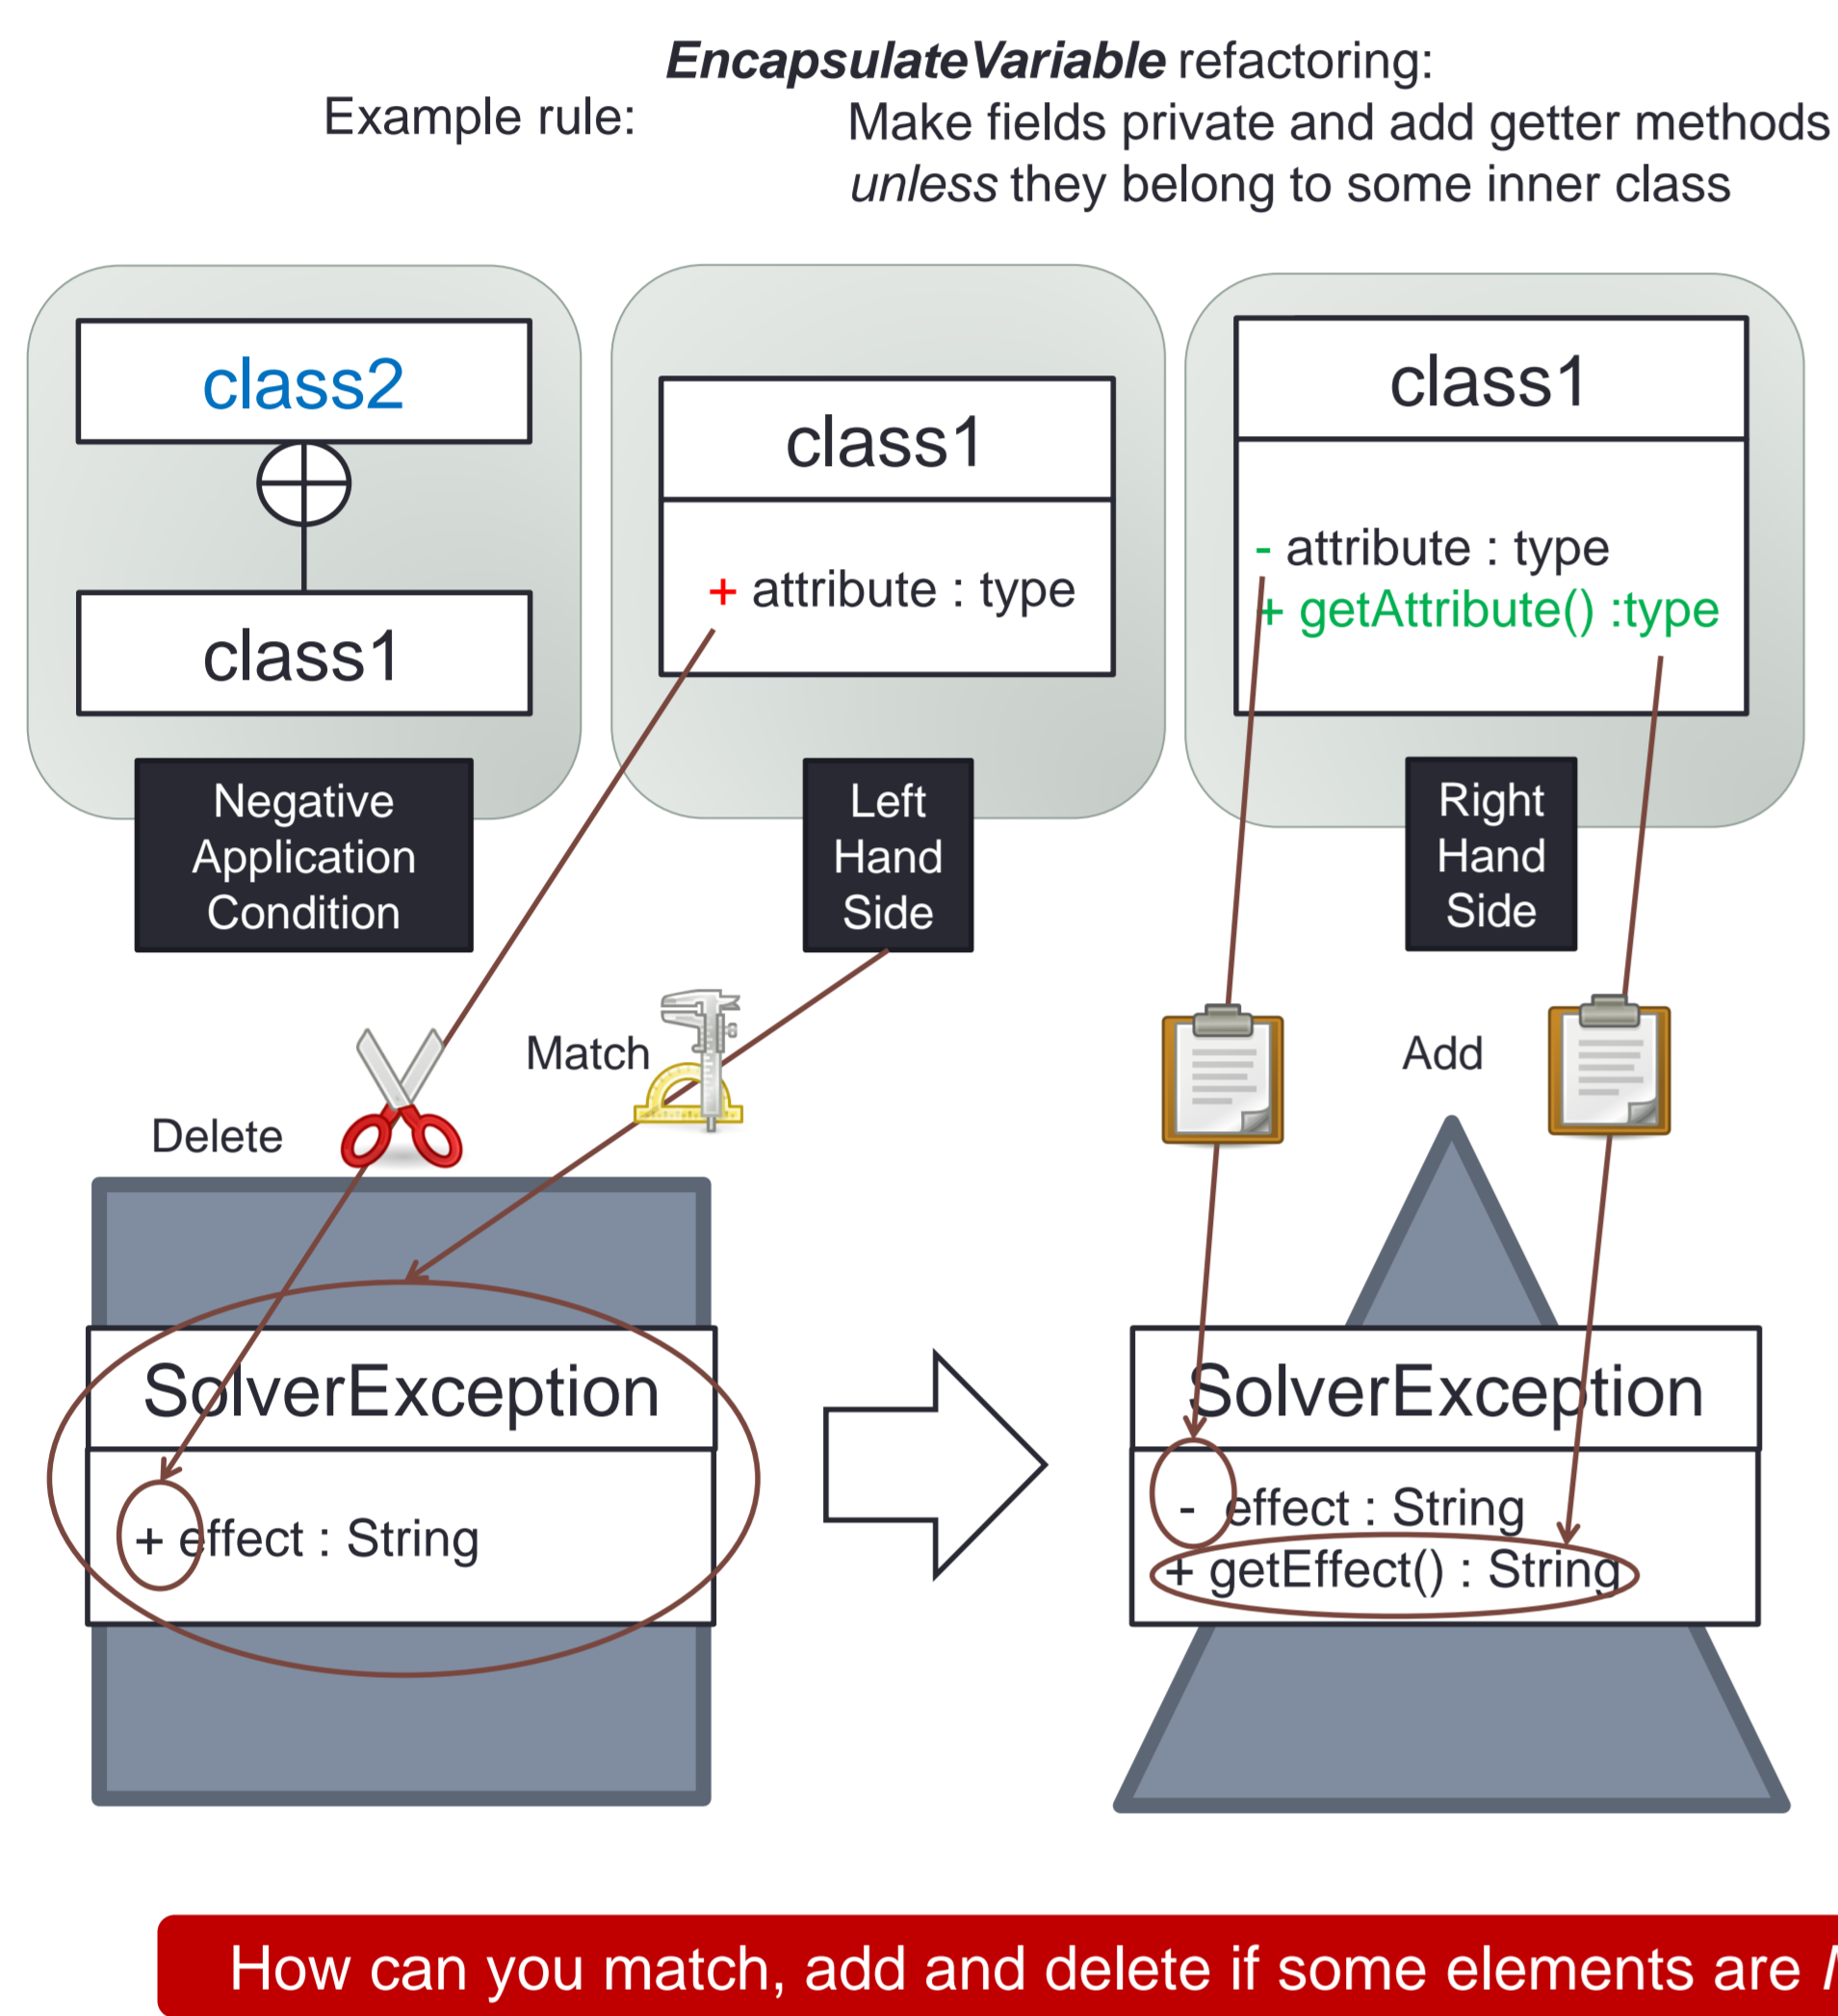 EncapsulateVariable refactoring:
Example rule:
Make fields private and add getter methods
unless they belong to some inner class
class2
class1
Negative
Application
Condition
class1
+ attribute : type
Left
Hand
Side
class1
- attribute : type
+ getAttribute() :type
Right
Hand
Side
Delete
Match
Add
SolverException
+ effect : String
SolverException
- effect : String
+ getEffect() : String
How can you match, add and delete if some elements are